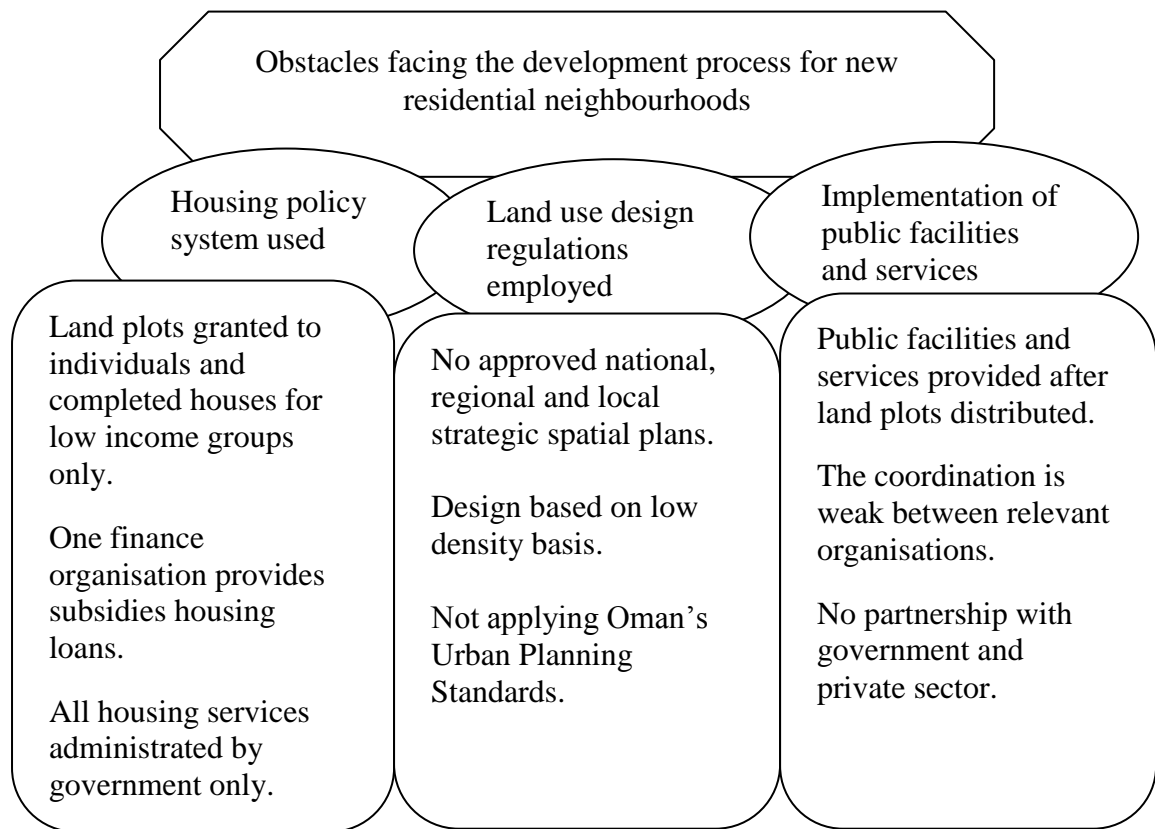 Obstacles facing the development process for new
residential neighbourhoods
Housing policy
system used
Land plots granted to
individuals and
completed houses for
low income groups
only.
One finance
organisation provides
subsidies housing
loans.
All housing services
administrated by
government only.
Land use design
regulations
employed
No approved national,
regional and local
strategic spatial plans.
Design based on low
density basis.
Not applying Oman’s
Urban Planning
Standards.
Implementation of
public facilities
and services
Public facilities and
services provided after
land plots distributed.
The coordination is
weak between relevant
organisations.
No partnership with
government and
private sector.